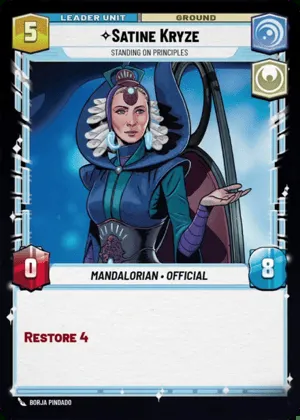 LEADER UNIT
GROUND
5
Satine Kryze
STANDING ON PRINCIPLES
0
MANDALORIAN • OFFICIAL
8
RESTORE 4
BORJA PINDADO